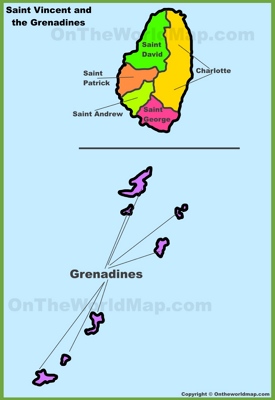 Saint Vincent and
the Grenadines
OnTheWorldMap.com
Saint
David
Saint
Patrick
Charlotte
Saint Andrew
Saint
George
Grenadines
OnTheWorldMap.com
Copyright © Ontheworldmap.com